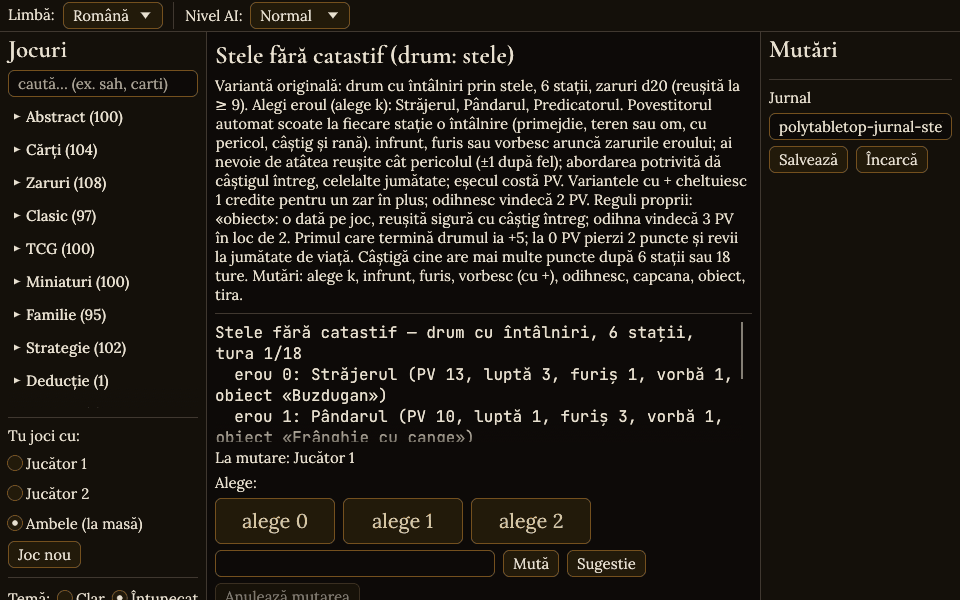 Limbă: Română ▼ Nivel AI: Normal ▼
Jocuri
caută... (ex. sah, carti)
▸ Abstract (100)
▸ Cărți (104)
▸ Zaruri (108)
▸ Clasic (97)
▸ TCG (100)
▸ Miniaturi (100)
▸ Familie (95)
▸ Strategie (102)
▸ Deducție (1)
Tu joci cu:
Jucător 1
Jucător 2
Ambele (la masă)
Joc nou
Temă: Clar Întunecat
Stele fără catastif (drum: stele)
Variantă originală: drum cu întâlniri prin stele, 6 stații, zaruri d20 (reușită la
≥ 9). Alegi eroul (alege k): Străjerul, Pândarul, Predicatorul. Povestitorul
automat scoate la fiecare stație o întâlnire (primejdie, teren sau om, cu
pericol, câștig și rană). infrunt, furis sau vorbesc aruncă zarurile eroului; ai
nevoie de atâtea reușite cât pericolul (±1 după fel); abordarea potrivită dă
câștigul întreg, celelalte jumătate; eșecul costă PV. Variantele cu + cheltuiesc
1 credite pentru un zar în plus; odihnesc vindecă 2 PV. Reguli proprii:
«obiect»: o dată pe joc, reușită sigură cu câștig întreg; odihna vindecă 3 PV
în loc de 2. Primul care termină drumul ia +5; la 0 PV pierzi 2 puncte și revii
la jumătate de viață. Câștigă cine are mai multe puncte după 6 stații sau 18
ture. Mutări: alege k, infrunt, furis, vorbesc (cu +), odihnesc, capcana, obiect,
tira.
Stele fără catastif — drum cu întâlniri, 6 stații,
tura 1/18
erou 0: Străjerul (PV 13, luptă 3, furiș 1, vorbă 1,
obiect «Buzdugan»)
erou 1: Pândarul (PV 10, luptă 1, furiș 3, vorbă 1,
obiect «Frânghie cu cange»)
La mutare: Jucător 1
Alege:
alege 0 alege 1 alege 2
Mută Sugestie
Anulează mutarea
Mutări
Jurnal
polytabletop-jurnal-ste
Salvează Încarcă